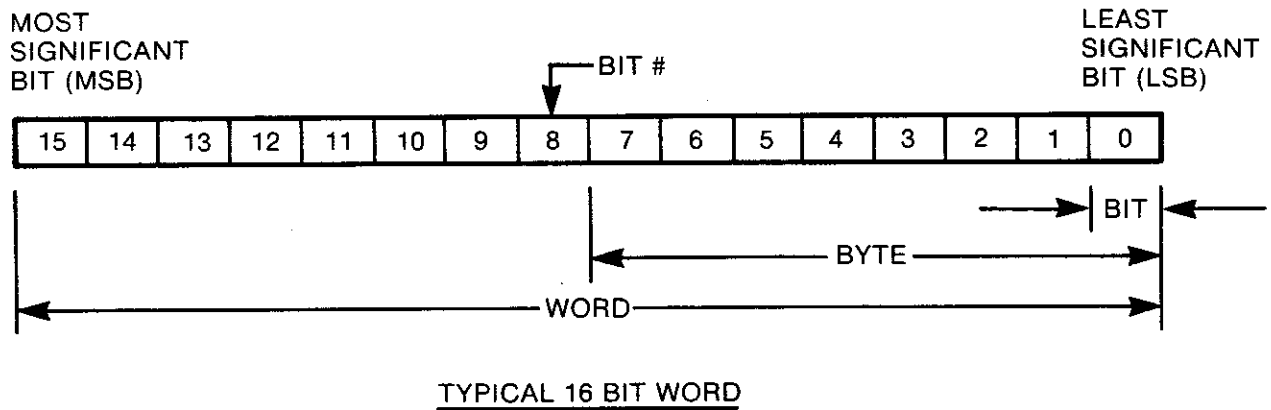 MOST
SIGNIFICANT
BIT (MSB)
LEAST
SIGNIFICANT
BIT (LSB)
BIT #
15 14 13 12 11 10 9 8 7 6 5 4 3 2 1 0
BIT
BYTE
WORD
TYPICAL 16 BIT WORD